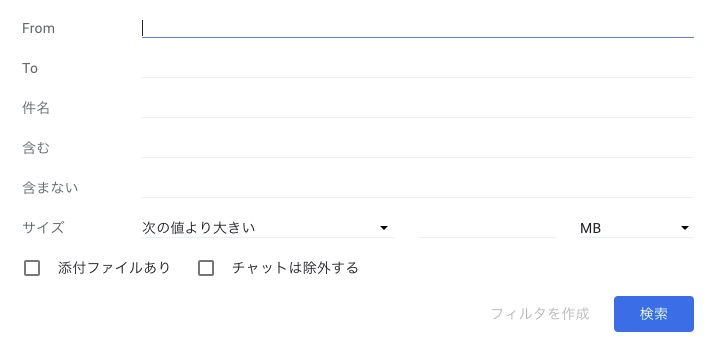 From
To
件名
含む
含まない
サイズ 次の値より大きい MB
添付ファイルあり チャットは除外する
フィルタを作成 検索